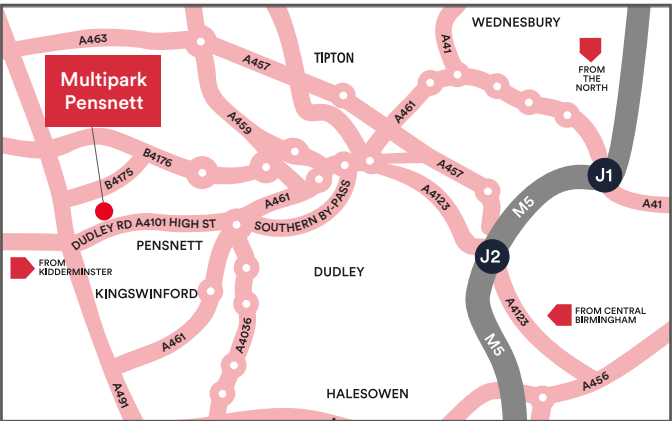 WEDNESBURY
A463
A41
TIPTON
A457
FROM
THE
NORTH
Multipark
Pensnett
A461
A459
B4176
A457
J1
B4175
A461
A4123
M5
A41
DUDLEY RD A4101 HIGH ST
SOUTHERN BY-PASS
PENSNETT
J2
FROM
KIDDERMINSTER
DUDLEY
KINGSWINFORD
A4123
FROM CENTRAL
BIRMINGHAM
A461
A4036
M5
A491
A456
HALESOWEN